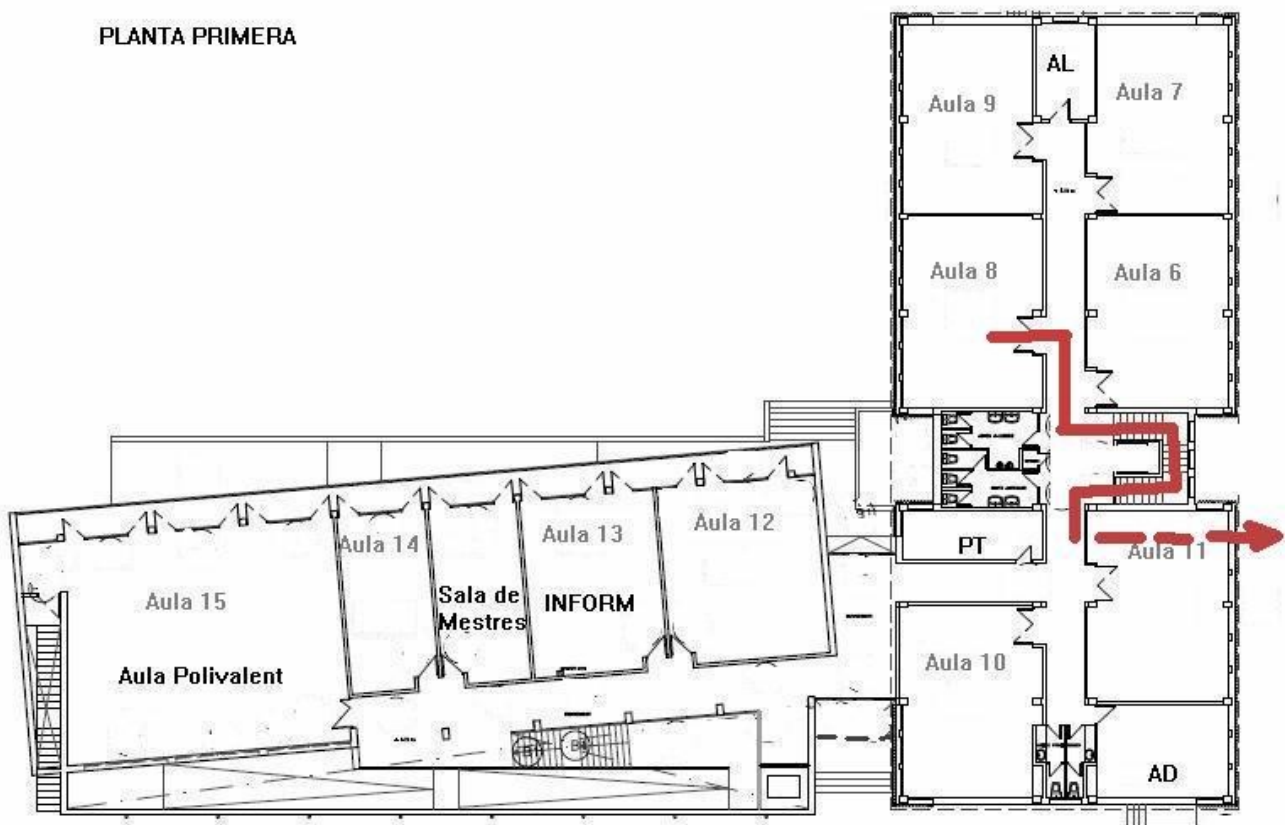 PLANTA PRIMERA
AL
Aula 9
Aula 7
Aula 8
Aula 6
Aula 12
Aula 13
Aula 14
PT
Aula 11
Sala de
Mestres
INFORM
Aula 15
Aula 10
Aula Polivalent
AD